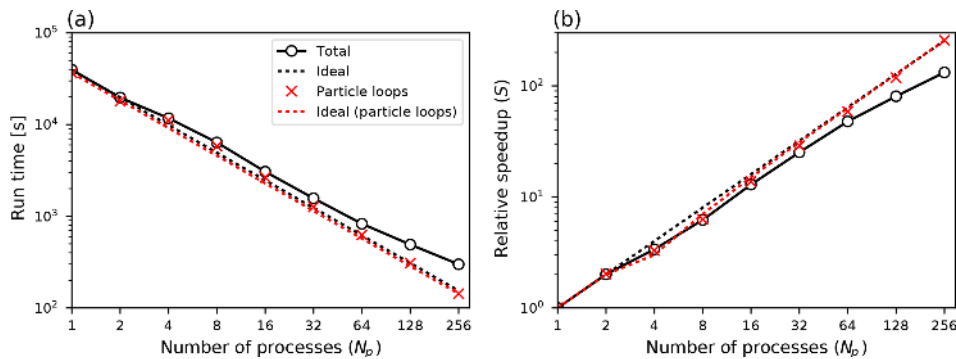 (a)
Run time [s]
10^5
10^4
10^3
10^2
Total
Ideal
Particle loops
Ideal (particle loops)
1 2 4 8 16 32 64 128 256
Number of processes (N_p)
(b)
Relative speedup (S)
10^2
10^1
10^0
1 2 4 8 16 32 64 128 256
Number of processes (N_p)